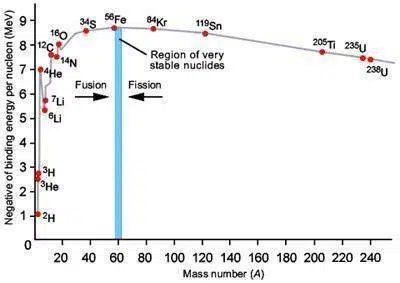 Negative of binding energy per nucleon (MeV)
9
8
7
6
5
4
3
2
1
0
20
40
60
80
100
120
140
160
180
200
220
240
Mass number (A)
¹⁶O
³⁴S
⁵⁶Fe
⁸⁴Kr
¹¹⁹Sn
²⁰⁵Ti
²³⁵U
²³⁸U
¹²C
¹⁴N
⁴He
⁷Li
⁶Li
³H
³He
²H
Region of very
stable nuclides
Fusion
Fission